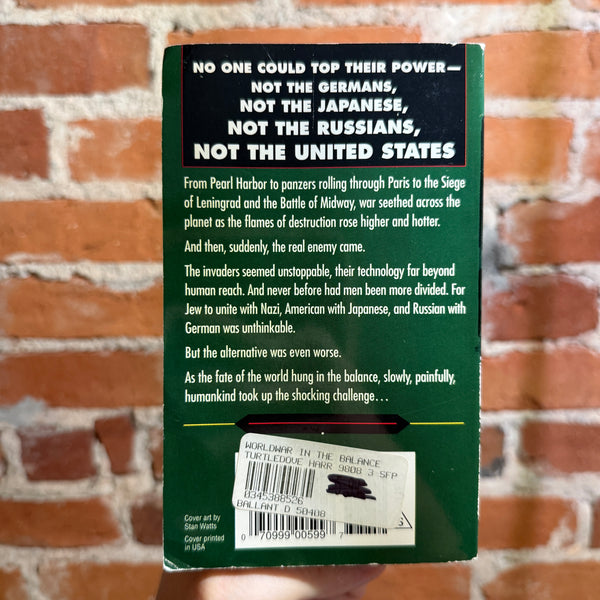 NO ONE COULD TOP THEIR POWER—
NOT THE GERMANS,
NOT THE JAPANESE,
NOT THE RUSSIANS,
NOT THE UNITED STATES
From Pearl Harbor to panzers rolling through Paris to the Siege
of Leningrad and the Battle of Midway, war seethed across the
planet as the flames of destruction rose higher and hotter.
And then, suddenly, the real enemy came.
The invaders seemed unstoppable, their technology far beyond
human reach. And never before had men been more divided. For
Jew to unite with Nazi, American with Japanese, and Russian with
German was unthinkable.
But the alternative was even worse.
As the fate of the world hung in the balance, slowly, painfully,
humankind took up the shocking challenge…
WORLDWAR IN THE BALANCE
TURTLEDOVE HARR 9808 3 SFP
0345388526
BALLANT D 50408
Cover art by
Stan Watts
Cover printed
in USA
0 70999 00599 7
S